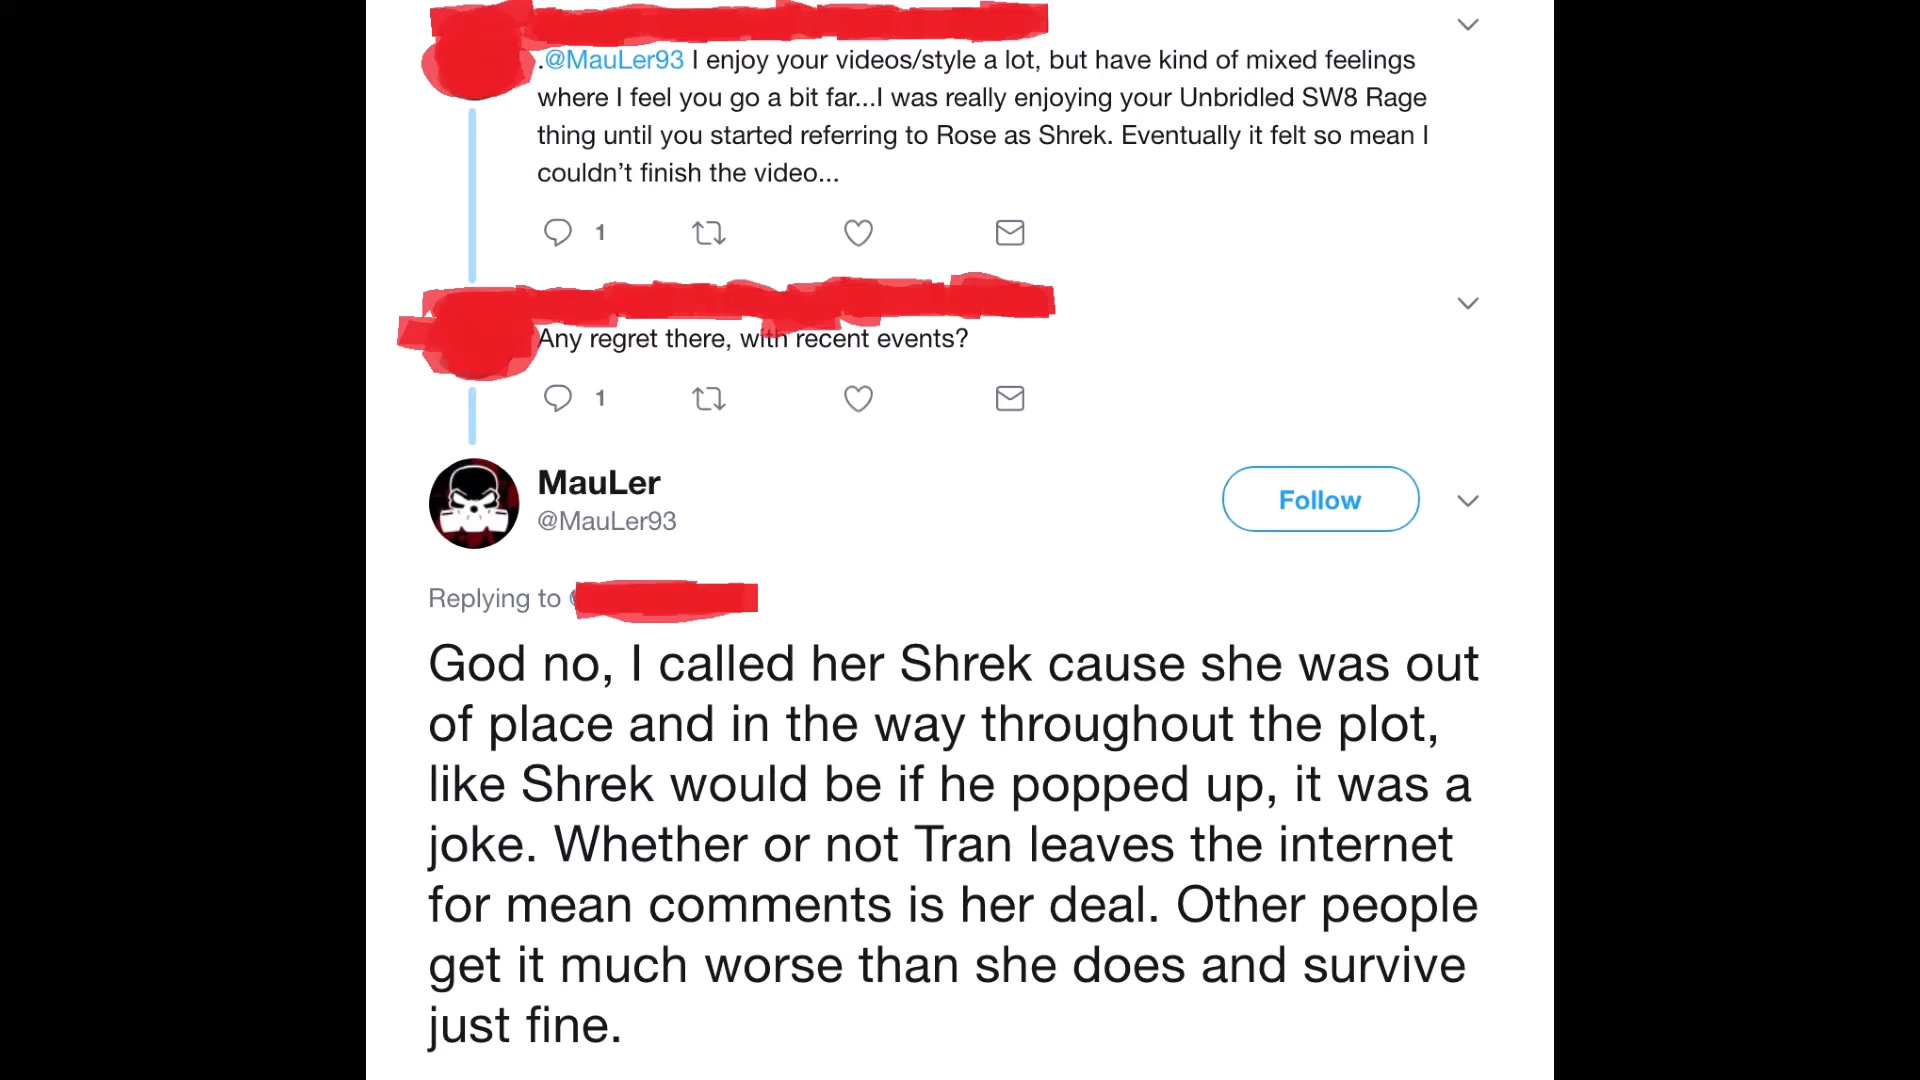 .@MauLer93 I enjoy your videos/style a lot, but have kind of mixed feelings
where I feel you go a bit far...I was really enjoying your Unbridled SW8 Rage
thing until you started referring to Rose as Shrek. Eventually it felt so mean I
couldn’t finish the video...
1
Any regret there, with recent events?
1
MauLer
@MauLer93
Follow
Replying to
God no, I called her Shrek cause she was out
of place and in the way throughout the plot,
like Shrek would be if he popped up, it was a
joke. Whether or not Tran leaves the internet
for mean comments is her deal. Other people
get it much worse than she does and survive
just fine.